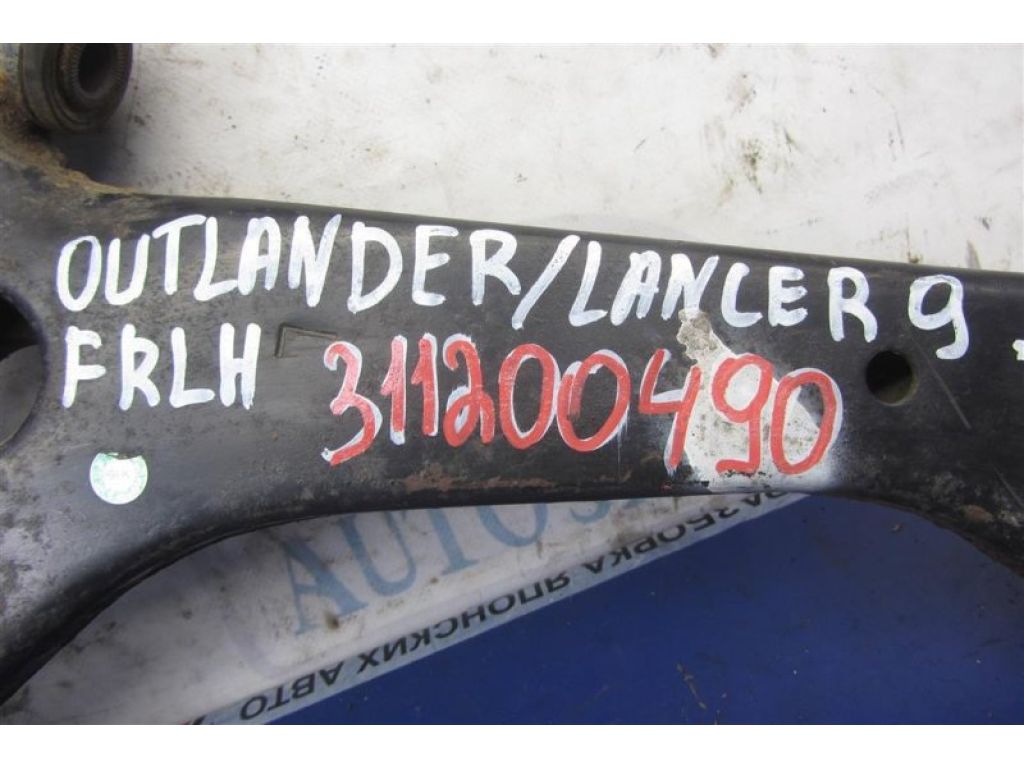 OUTLANDER/LANCER 9
FRLH 311200490
РАЗБОРКА ЯПОНСКИХ АВТО